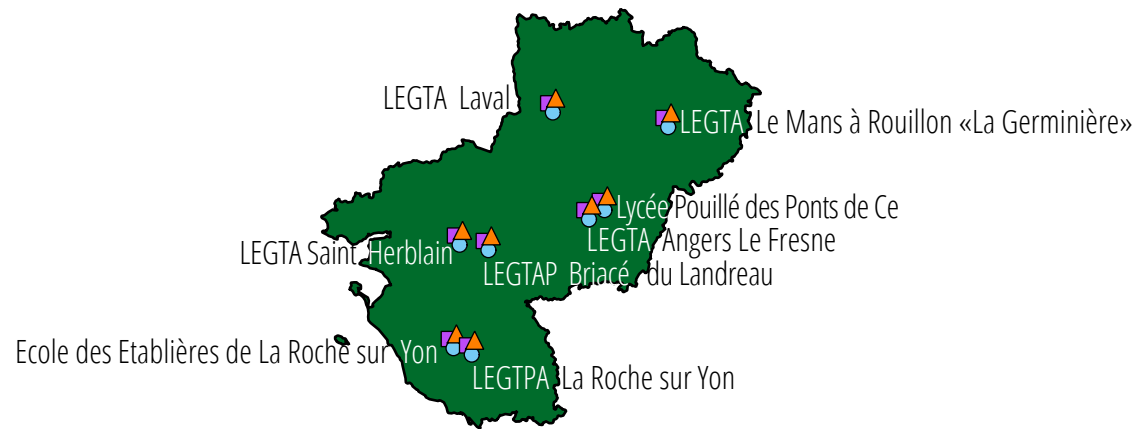 LEGTA Laval
LEGTA Le Mans à Rouillon «La Germinière»
Lycée Pouillé des Ponts de Ce
LEGTA Angers Le Fresne
LEGTA Saint Herblain
LEGTAP Briacé du Landreau
Ecole des Etablières de La Roche sur Yon
LEGTPA La Roche sur Yon